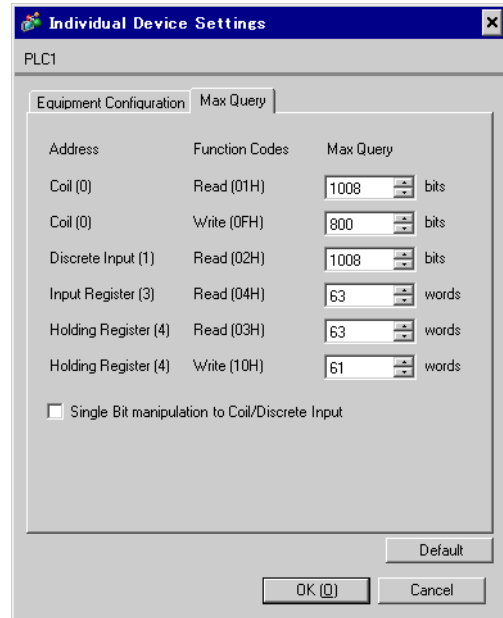 Individual Device Settings
PLC1
Equipment Configuration Max Query
Address Function Codes Max Query
Coil (0) Read (01H) 1008 bits
Coil (0) Write (0FH) 800 bits
Discrete Input (1) Read (02H) 1008 bits
Input Register (3) Read (04H) 63 words
Holding Register (4) Read (03H) 63 words
Holding Register (4) Write (10H) 61 words
Single Bit manipulation to Coil/Discrete Input
Default
OK (O) Cancel